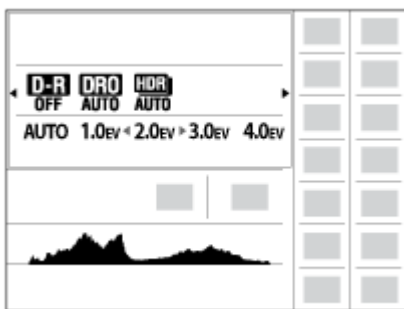 D-R DRO HDR
OFF AUTO AUTO
AUTO 1.0EV 2.0EV 3.0EV 4.0EV